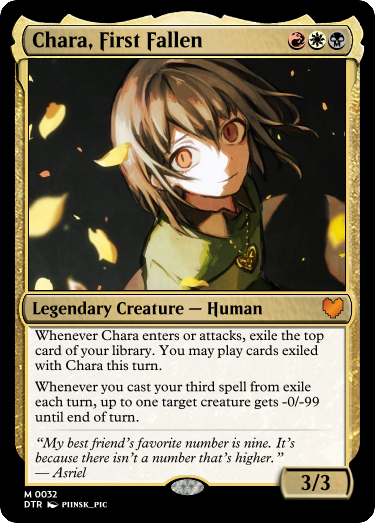 Chara, First Fallen
Legendary Creature — Human
Whenever Chara enters or attacks, exile the top
card of your library. You may play cards exiled
with Chara this turn.
Whenever you cast your third spell from exile
each turn, up to one target creature gets -0/-99
until end of turn.
“My best friend’s favorite number is nine. It’s
because there isn’t a number that’s higher.”
— Asriel
3/3
M 0032
DTR PIINSK_PIC